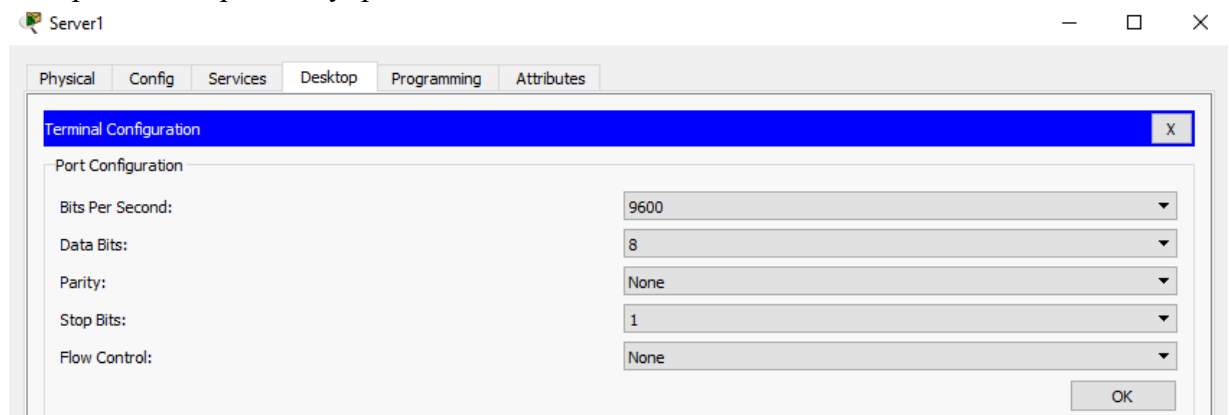 Server1
Physical Config Services Desktop Programming Attributes
Terminal Configuration X
Port Configuration
Bits Per Second: 9600
Data Bits: 8
Parity: None
Stop Bits: 1
Flow Control: None
OK